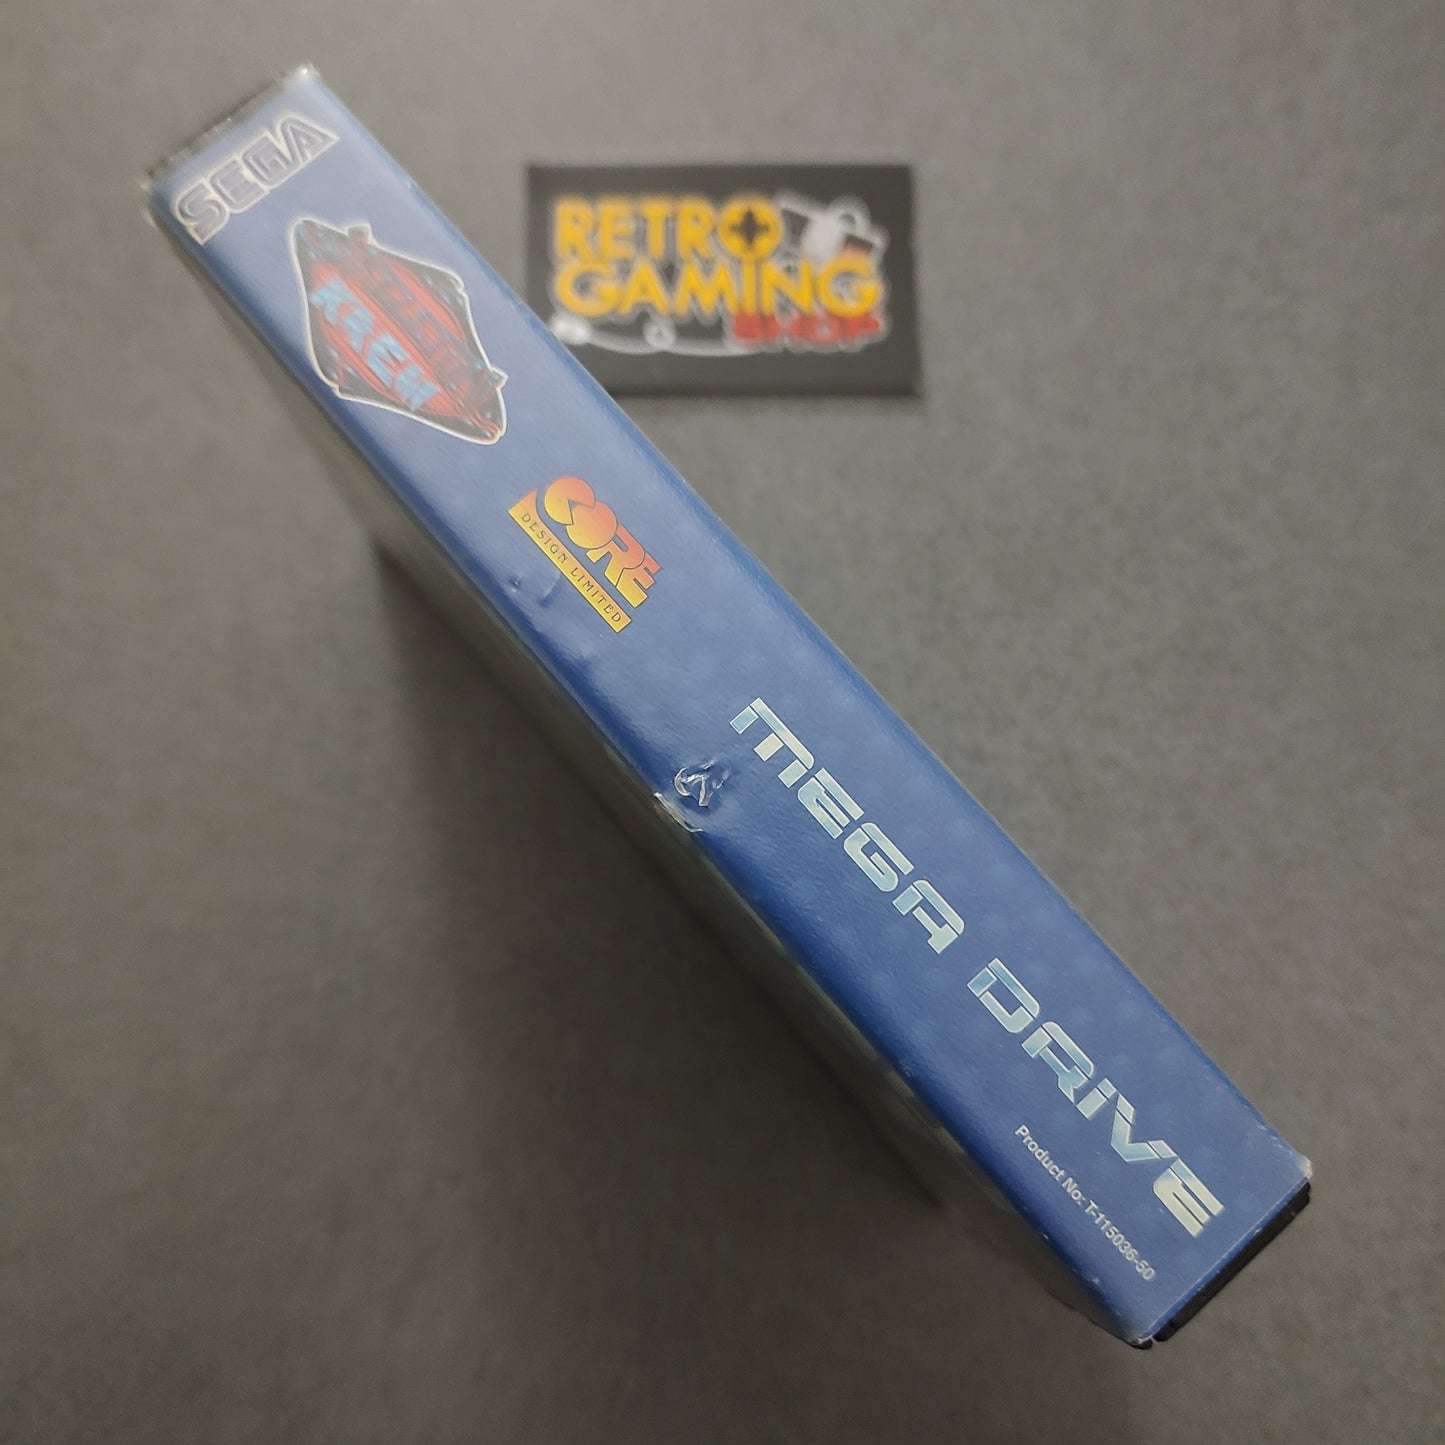 SEGA
KREW
CORE
DESIGN LIMITED
MEGA DRIVE
Product No: T-115036-50
RETRO
GAMING
SHOP